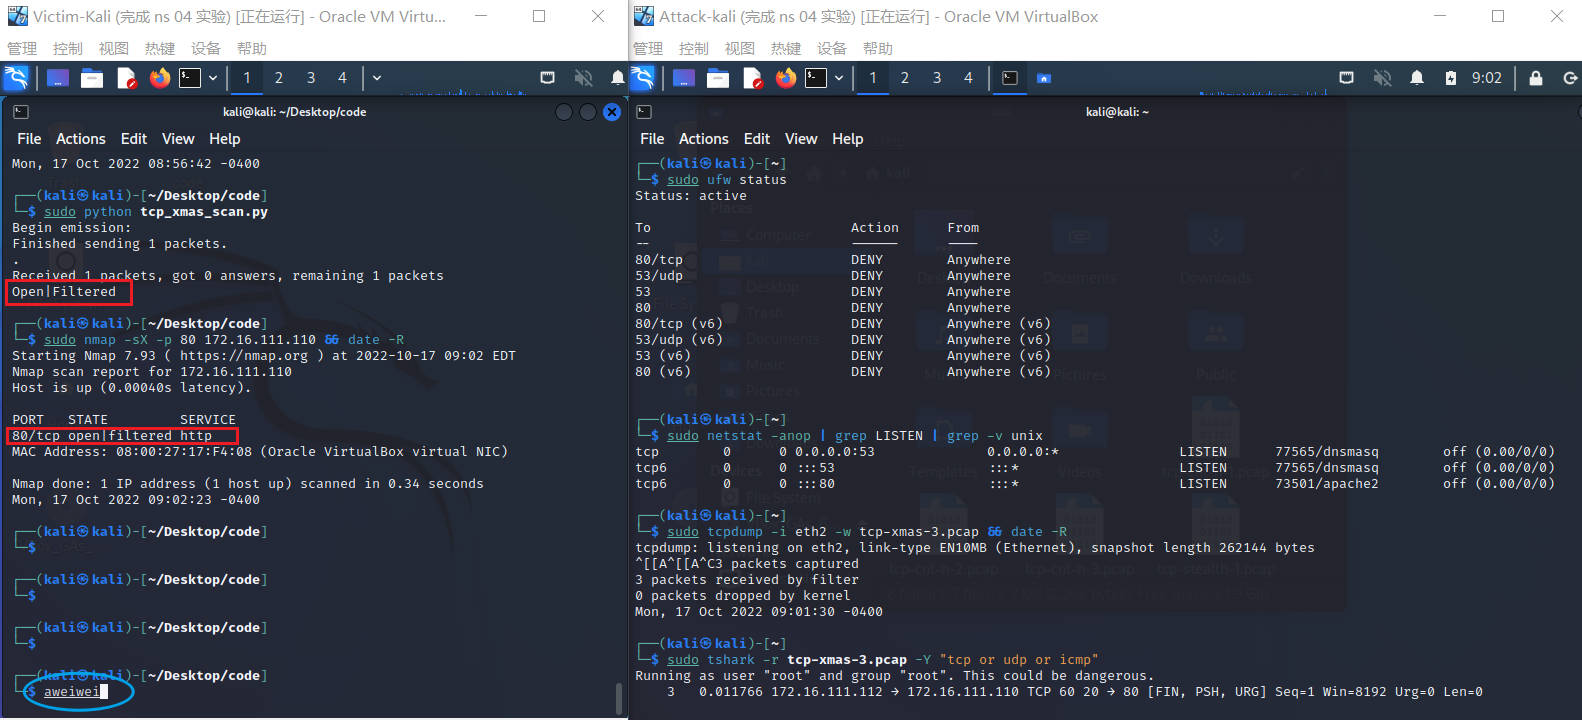 Victim-Kali (完成 ns 04 实验) [正在运行] - Oracle VM Virtu...
管理 控制 视图 热键 设备 帮助
1 2 3 4
kali@kali: ~/Desktop/code
File Actions Edit View Help
Mon, 17 Oct 2022 08:56:42 -0400
┌──(kali㉿kali)-[~/Desktop/code]
└─$ sudo python tcp_xmas_scan.py
Begin emission:
Finished sending 1 packets.
.
Received 1 packets, got 0 answers, remaining 1 packets
Open|Filtered
┌──(kali㉿kali)-[~/Desktop/code]
└─$ sudo nmap -sX -p 80 172.16.111.110 && date -R
Starting Nmap 7.93 ( https://nmap.org ) at 2022-10-17 09:02 EDT
Nmap scan report for 172.16.111.110
Host is up (0.00040s latency).
PORT STATE SERVICE
80/tcp open|filtered http
MAC Address: 08:00:27:17:F4:08 (Oracle VirtualBox virtual NIC)
Nmap done: 1 IP address (1 host up) scanned in 0.34 seconds
Mon, 17 Oct 2022 09:02:23 -0400
┌──(kali㉿kali)-[~/Desktop/code]
└─$
┌──(kali㉿kali)-[~/Desktop/code]
└─$
┌──(kali㉿kali)-[~/Desktop/code]
└─$
┌──(kali㉿kali)-[~/Desktop/code]
└─$ aweiwei
Attack-kali (完成 ns 04 实验) [正在运行] - Oracle VM VirtualBox
管理 控制 视图 热键 设备 帮助
1 2 3 4 9:02
kali@kali: ~
File Actions Edit View Help
┌──(kali㉿kali)-[~]
└─$ sudo ufw status
Status: active
To Action From
-- ------ ----
80/tcp DENY Anywhere
53/udp DENY Anywhere
53 DENY Anywhere
80 DENY Anywhere
80/tcp (v6) DENY Anywhere (v6)
53/udp (v6) DENY Anywhere (v6)
53 (v6) DENY Anywhere (v6)
80 (v6) DENY Anywhere (v6)
┌──(kali㉿kali)-[~]
└─$ sudo netstat -anop | grep LISTEN | grep -v unix
tcp 0 0 0.0.0.0:53 0.0.0.0:* LISTEN 77565/dnsmasq off (0.00/0/0)
tcp6 0 0 :::53 :::* LISTEN 77565/dnsmasq off (0.00/0/0)
tcp6 0 0 :::80 :::* LISTEN 73501/apache2 off (0.00/0/0)
┌──(kali㉿kali)-[~]
└─$ sudo tcpdump -i eth2 -w tcp-xmas-3.pcap && date -R
tcpdump: listening on eth2, link-type EN10MB (Ethernet), snapshot length 262144 bytes
^[[A^[[A^C3 packets captured
3 packets received by filter
0 packets dropped by kernel
Mon, 17 Oct 2022 09:01:30 -0400
┌──(kali㉿kali)-[~]
└─$ sudo tshark -r tcp-xmas-3.pcap -Y "tcp or udp or icmp"
Running as user "root" and group "root". This could be dangerous.
3 0.011766 172.16.111.112 → 172.16.111.110 TCP 60 20 → 80 [FIN, PSH, URG] Seq=1 Win=8192 Urg=0 Len=0